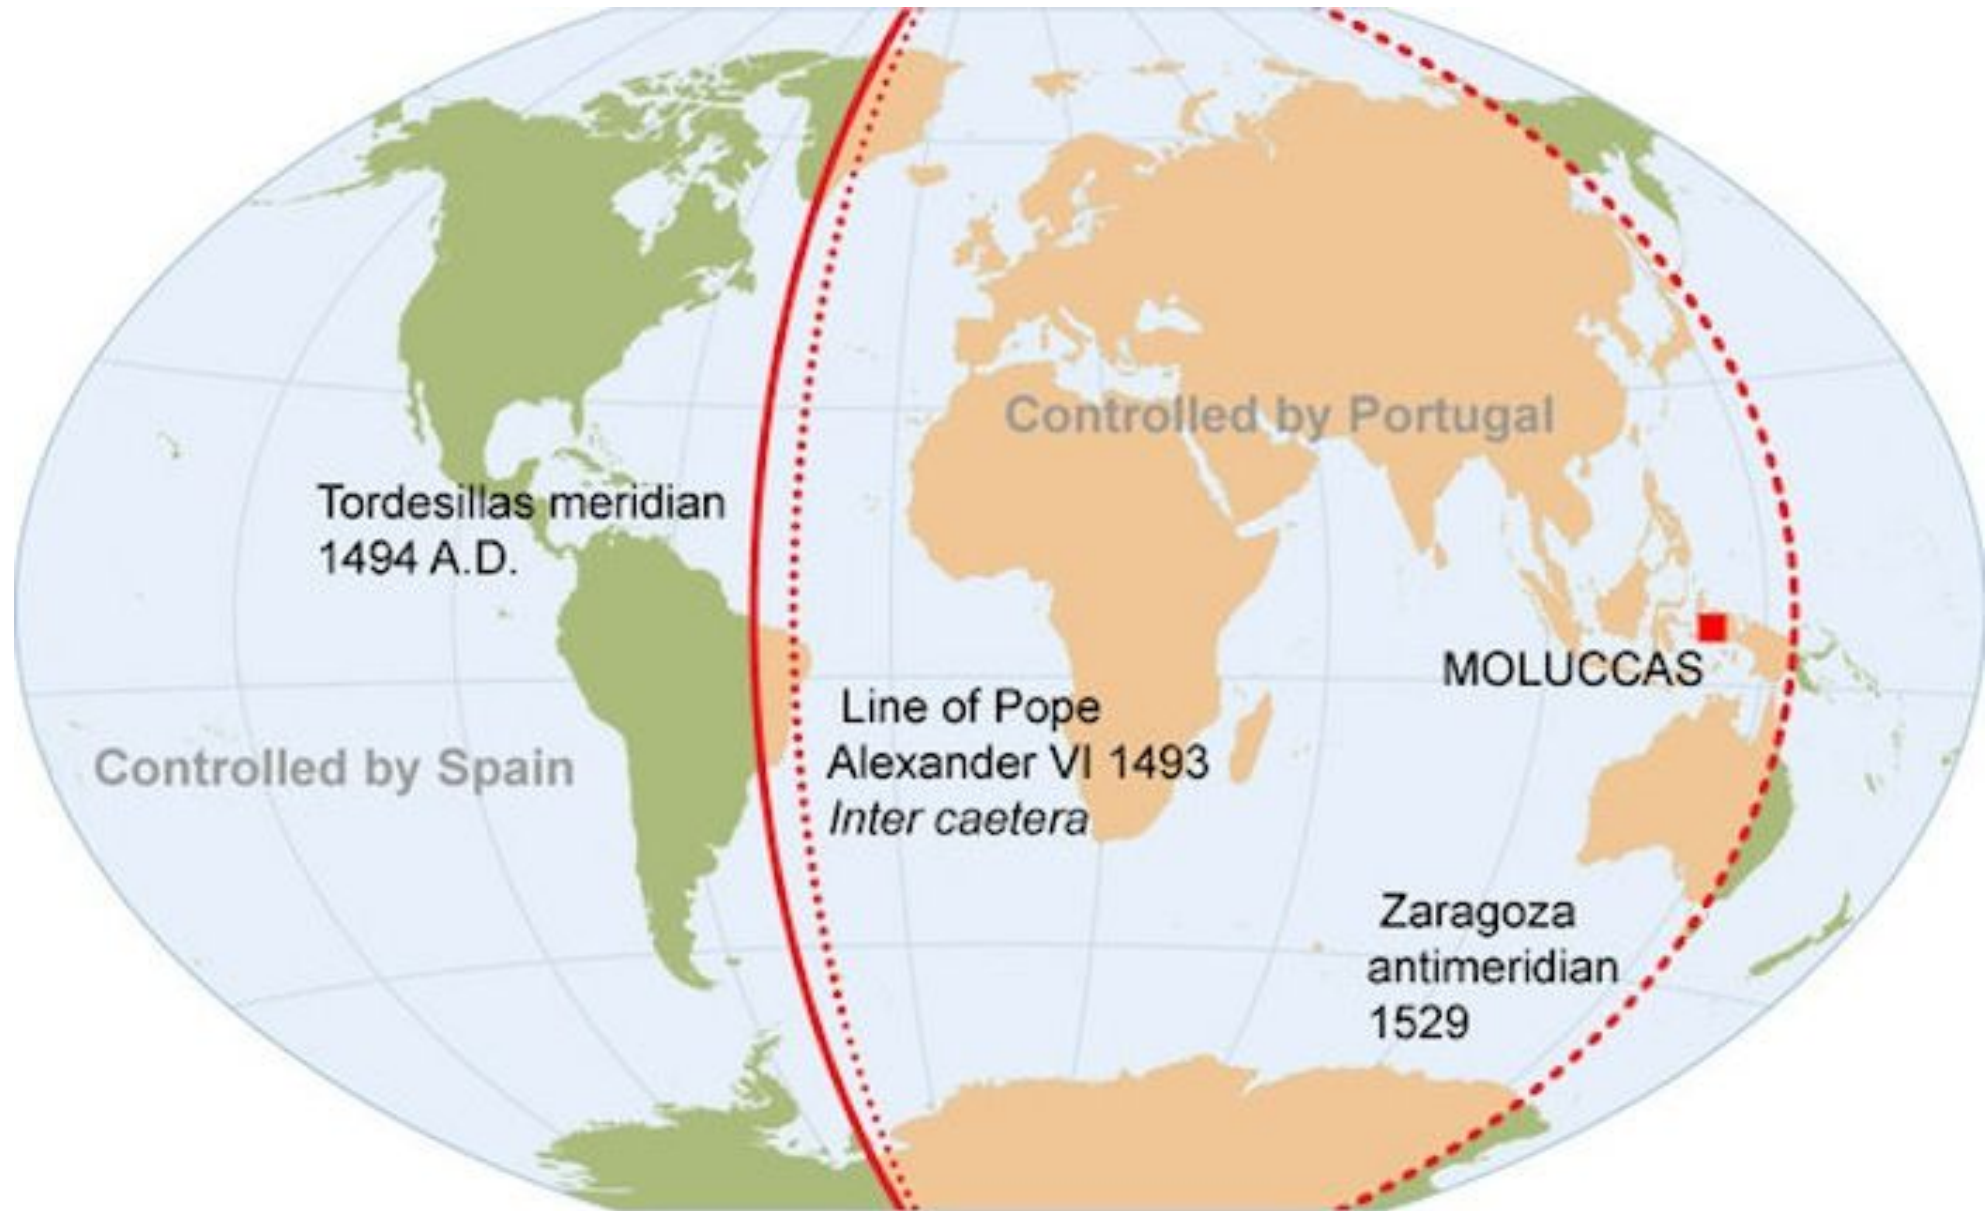 Controlled by Portugal
Tordesillas meridian
1494 A.D.
MOLUCCAS
Line of Pope
Alexander VI 1493
Inter caetera
Controlled by Spain
Zaragoza
antimeridian
1529